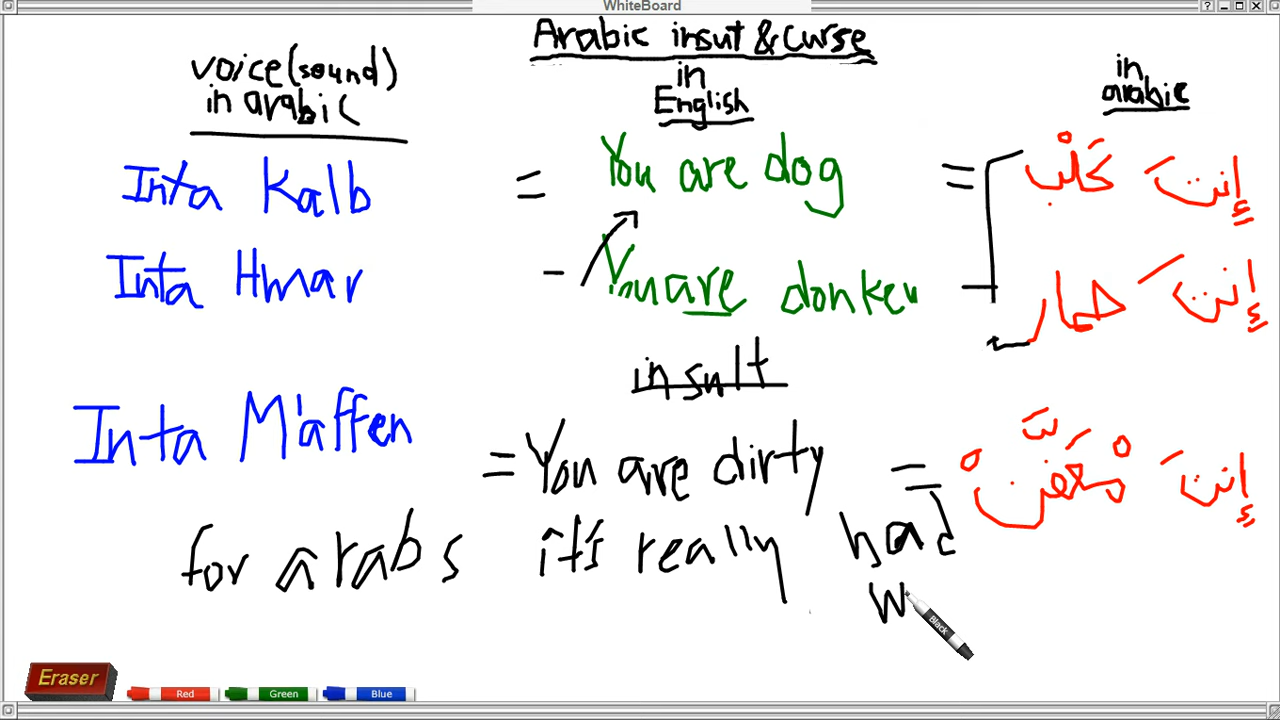 WhiteBoard
Arabic insut & Curse
voice (sound)
in arabic
in
English
in
arabic
Inta Kalb = You are dog = إنتَ كَلْب
Inta Hmar - You are donkey إنتَ حمار
insult
Inta M'affen = You are dirty = إنتَ مْعَفّنْ
for arabs it's really bad
W
Eraser
Red
Green
Blue
Black